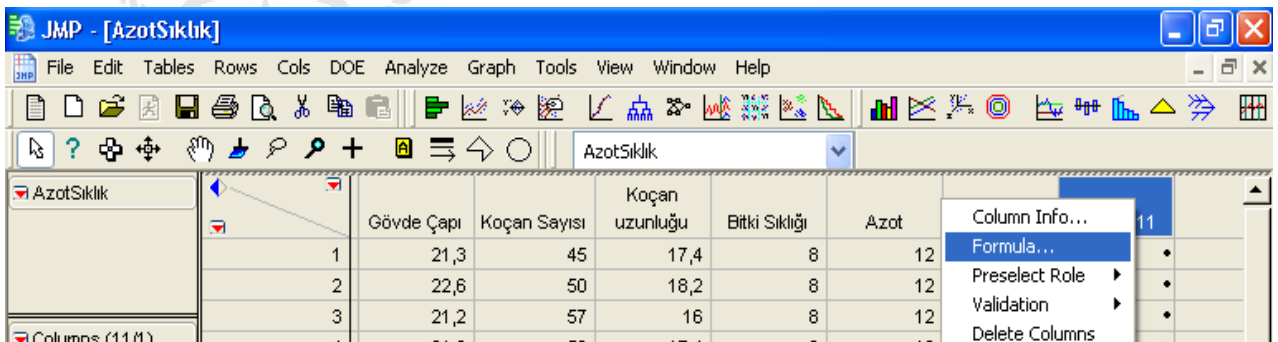 JMP - [AzotSıklık]
File Edit Tables Rows Cols DOE Analyze Graph Tools View Window Help
AzotSıklık
AzotSıklık
Gövde Çapı Koçan Sayısı Koçan uzunluğu Bitki Sıklığı Azot 11
1 21,3 45 17,4 8 12
2 22,6 50 18,2 8 12
3 21,2 57 16 8 12
Columns (11/1)
Column Info...
Formula...
Preselect Role
Validation
Delete Columns